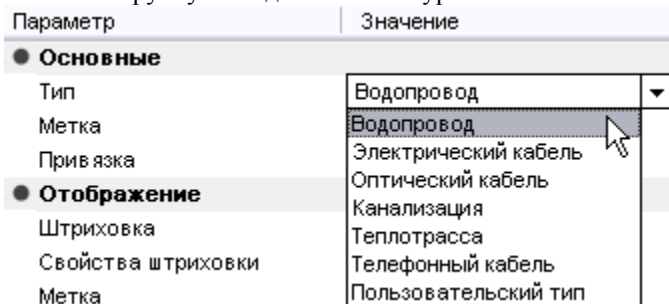 Параметр Значение
Основные
Тип Водопровод
Метка Водопровод
Привязка Электрический кабель
Отображение Оптический кабель
Штриховка Канализация
Теплотрасса
Свойства штриховки Телефонный кабель
Метка Пользовательский тип